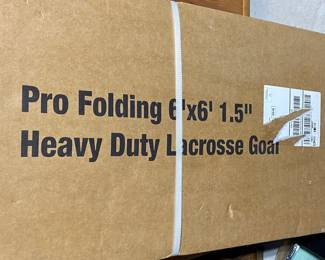 Pro Folding 6'x6' 1.5"
Heavy Duty Lacrosse Goal